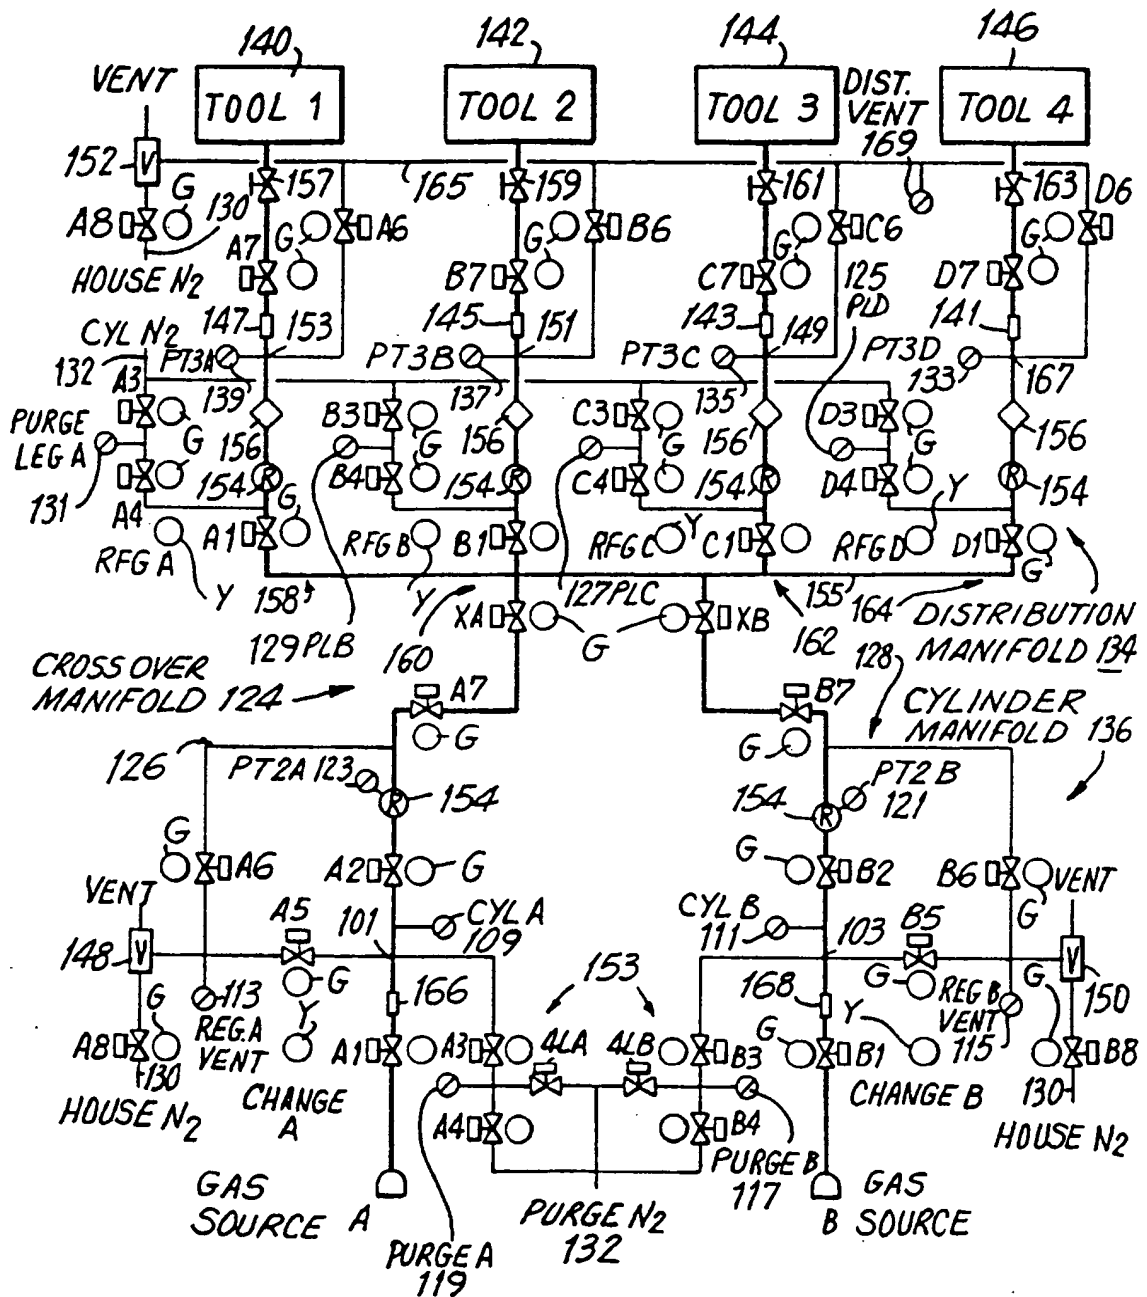 140
142
144
146
VENT
TOOL 1
TOOL 2
TOOL 3
DIST.
VENT
169
TOOL 4
152
V
G
130
A8
HOUSE N2
157
165
159
161
163
D6
A7
G
A6
B7
G
B6
C7
G
C6
125
PLD
D7
G
CYL N2
132
147
153
145
151
143
149
141
PT3A
139
PT3B
137
PT3C
135
PT3D
133
167
A3
G
PURGE
LEG A
131
G
A4
156
R
154
G
A1
B3
G
B4
156
R
154
B1
C3
G
C4
156
R
154
C1
D3
G
D4
156
R
154
D1
G
RFG A
Y
RFG B
Y
RFG C
Y
RFG D
Y
158
129 PLB
160
127 PLC
155
162
164
DISTRIBUTION
MANIFOLD 134
XA
G
XB
CROSS OVER
MANIFOLD 124
A7
G
B7
G
128
CYLINDER
MANIFOLD 136
126
PT2A 123
R
154
154
R
PT2B
121
G
A6
A2
G
G
B2
B6
G
VENT
VENT
148
V
A5
G
101
CYL A
109
CYL B
111
103
B5
G
V
150
G
113
REG. A
VENT
Y
166
153
168
Y
REG B
VENT
115
G
A8
130
HOUSE N2
CHANGE
A
A1
A3
4LA
4LB
B3
G
B1
CHANGE B
B8
130
HOUSE N2
A4
B4
PURGE B
117
GAS
SOURCE A
PURGE A
119
PURGE N2
132
B GAS
SOURCE